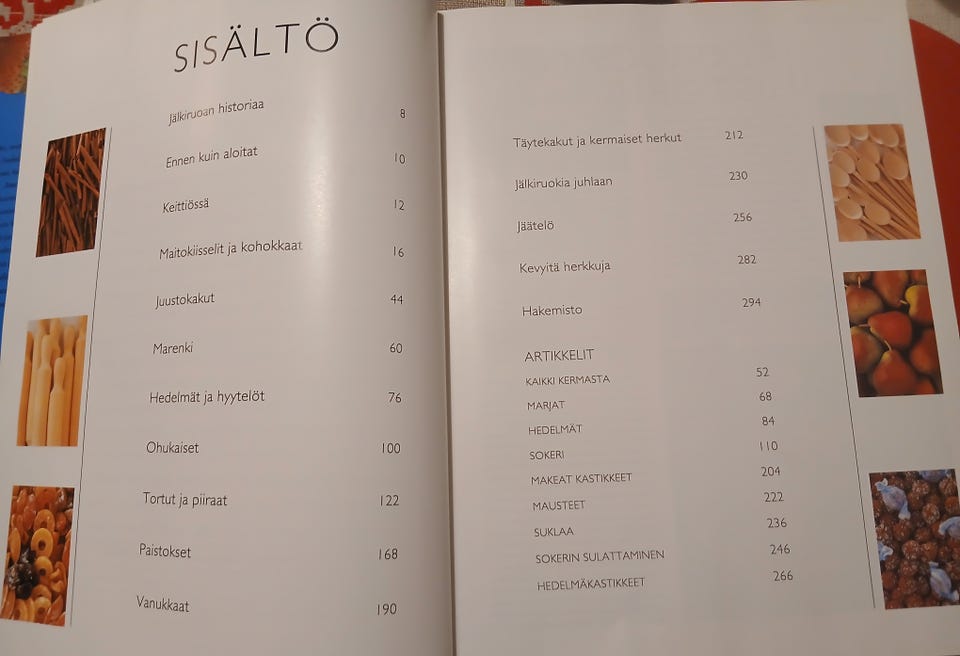 SISÄLTÖ
Jälkiruoan historiaa 8
Ennen kuin aloitat 10
Keittiössä 12
Maitokiisselit ja kohokkaat 16
Juustokakut 44
Marenki 60
Hedelmät ja hyytelöt 76
Ohukaiset 100
Tortut ja piiraat 122
Paistokset 168
Vanukkaat 190
Täytekakut ja kermaiset herkut 212
Jälkiruokia juhlaan 230
Jäätelö 256
Kevyitä herkkuja 282
Hakemisto 294
ARTIKKELIT
KAIKKI KERMASTA 52
MARJAT 68
HEDELMÄT 84
SOKERI 110
MAKEAT KASTIKKEET 204
MAUSTEET 222
SUKLAA 236
SOKERIN SULATTAMINEN 246
HEDELMÄKASTIKKEET 266